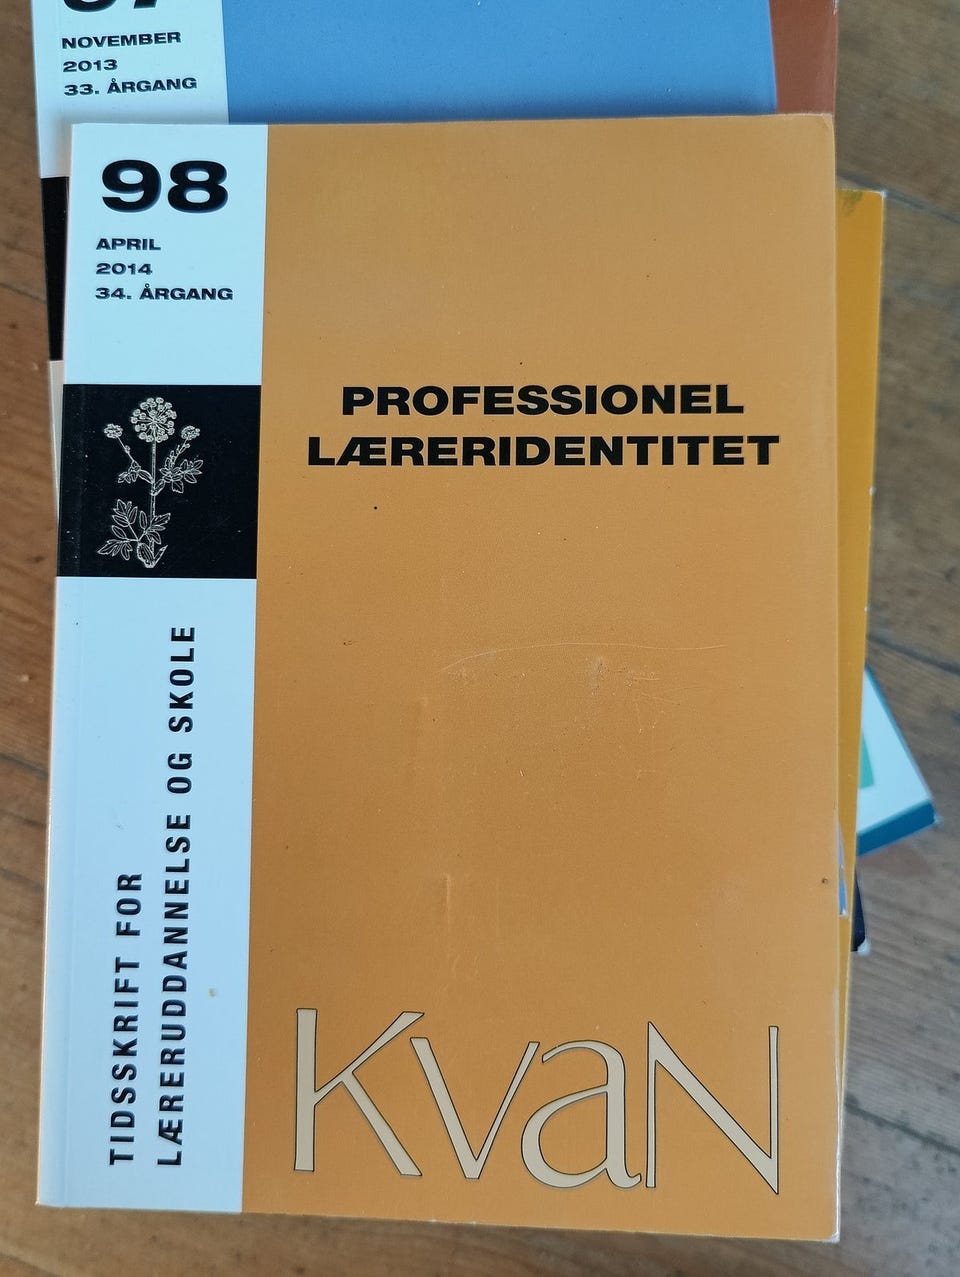 NOVEMBER
2013
33. ÅRGANG
98
APRIL
2014
34. ÅRGANG
PROFESSIONEL
LÆRERIDENTITET
TIDSSKRIFT FOR
LÆRERUDDANNELSE OG SKOLE
KvaN